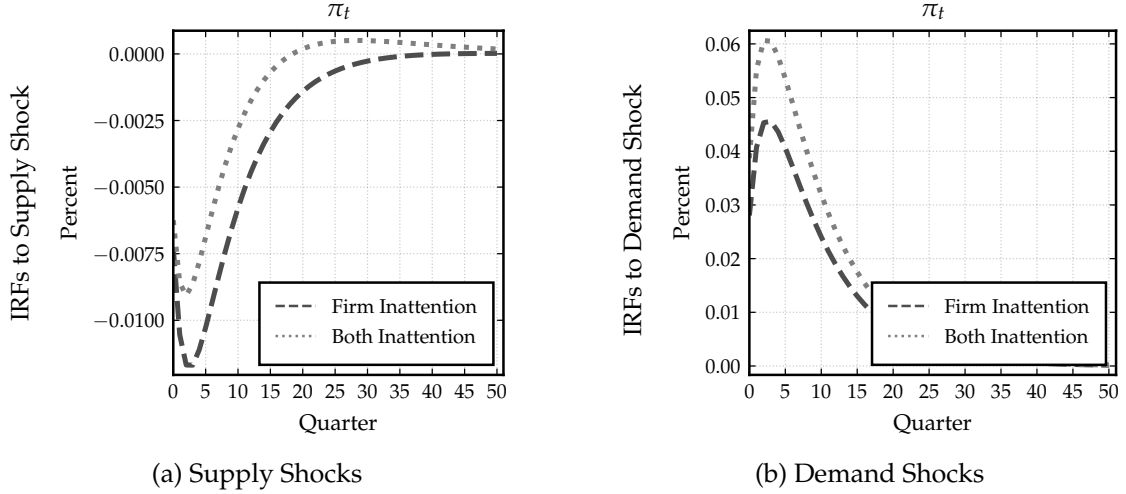 π_t
IRFs to Supply Shock
Percent
0.0000
−0.0025
−0.0050
−0.0075
−0.0100
Firm Inattention
Both Inattention
0 5 10 15 20 25 30 35 40 45 50
Quarter
(a) Supply Shocks
π_t
IRFs to Demand Shock
Percent
0.06
0.05
0.04
0.03
0.02
0.01
0.00
Firm Inattention
Both Inattention
0 5 10 15 20 25 30 35 40 45 50
Quarter
(b) Demand Shocks